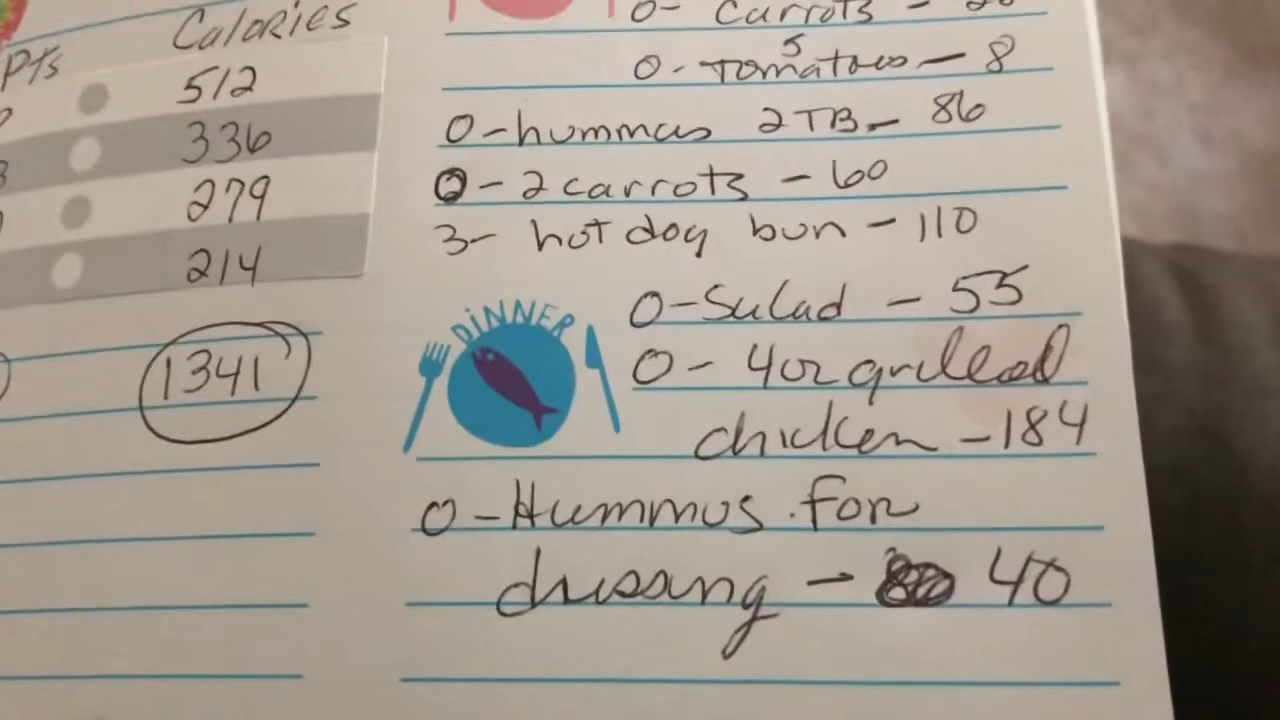 Pts Calories
512
336
279
214
1341
0- Carrots -
5
0- tomatoes - 8
0-hummus 2TB- 86
0-2 carrots - 60
3- hot dog bun - 110
DINNER
0-Salad - 55
0- 4oz grilled
chicken -184
0-Hummus for
dressing - 40